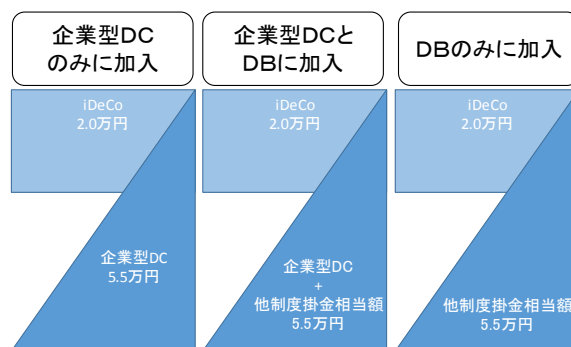 企業型DC
のみに加入
企業型DCと
DBに加入
DBのみに加入
iDeCo
2.0万円
iDeCo
2.0万円
iDeCo
2.0万円
企業型DC
5.5万円
企業型DC
+
他制度掛金相当額
5.5万円
他制度掛金相当額
5.5万円